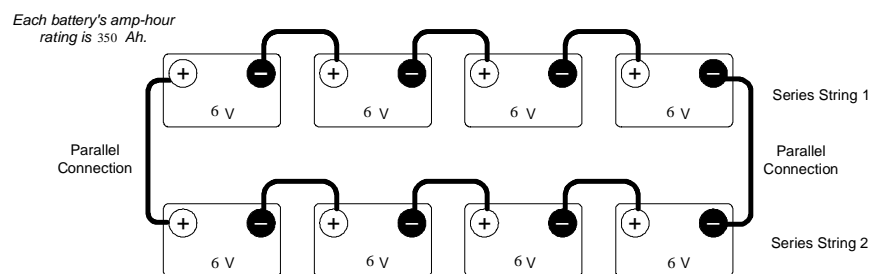 Each battery's amp-hour
rating is 350 Ah.
+ − + − + − + −
6 V 6 V 6 V 6 V
Series String 1
Parallel
Connection
Parallel
Connection
+ − + − + − + −
6 V 6 V 6 V 6 V
Series String 2